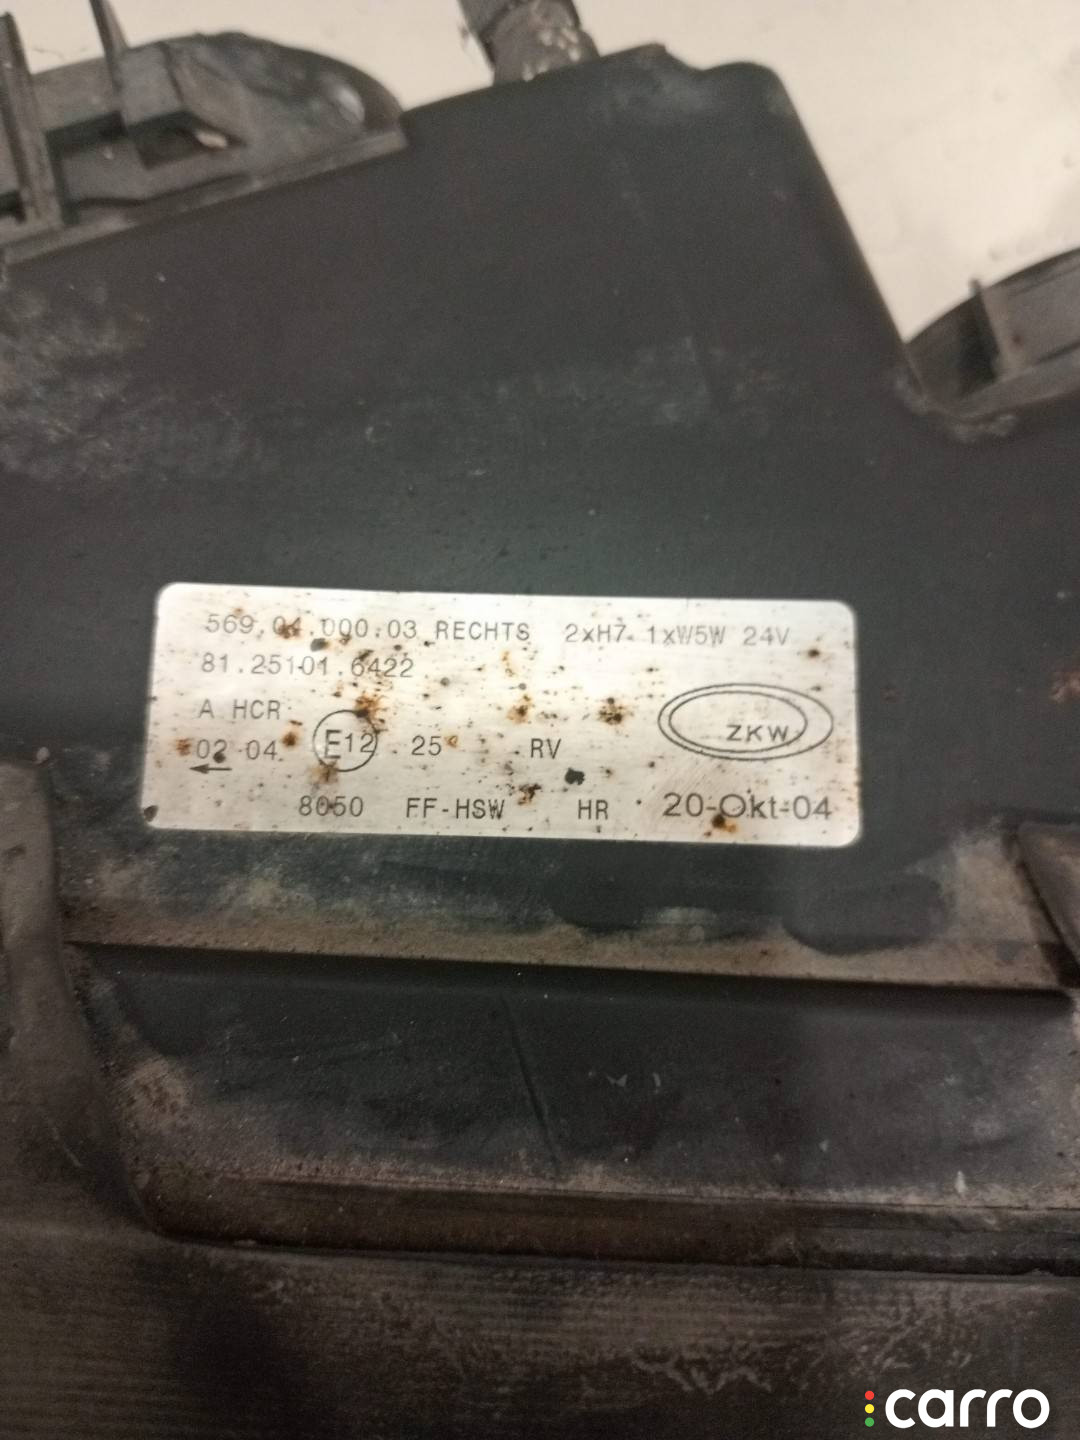 569.04.000.03 RECHTS 2xH7 1xW5W 24V
81.25101.6422
A HCR
ZKW
02 04 E12 25 RV
8050 FF-HSW HR 20-Okt-04
carro